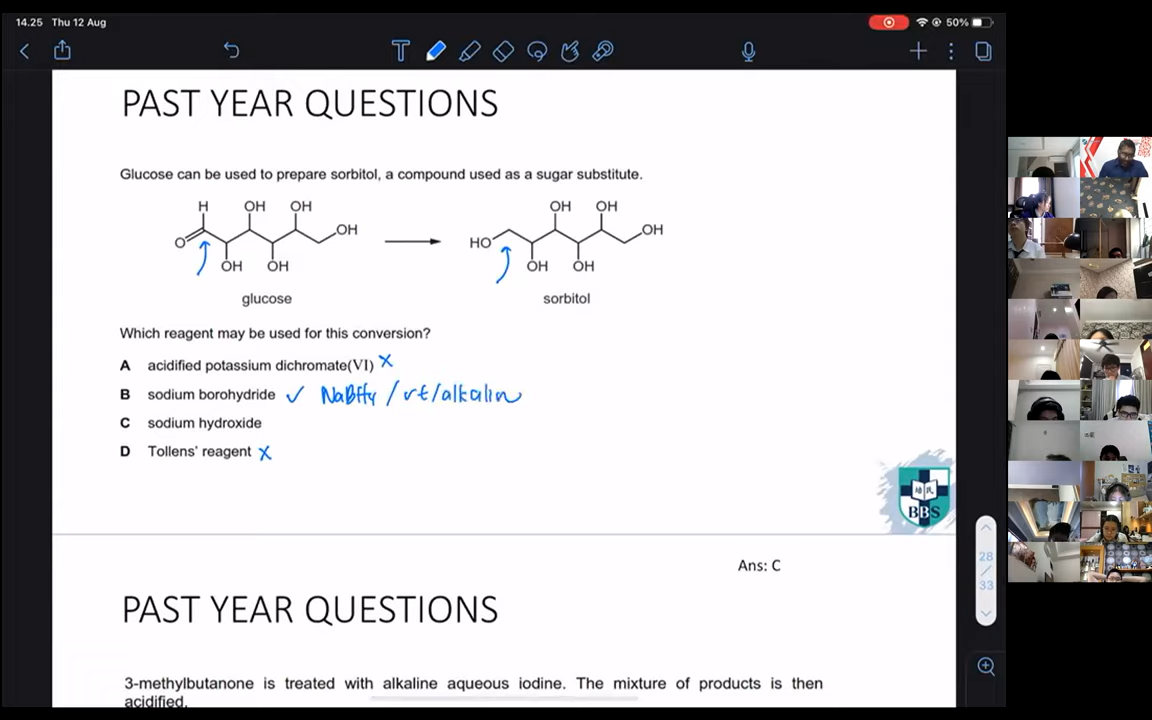 14.25 Thu 12 Aug
50%
T
PAST YEAR QUESTIONS
Glucose can be used to prepare sorbitol, a compound used as a sugar substitute.
H OH OH OH OH
O OH HO OH
OH OH OH OH
glucose sorbitol
Which reagent may be used for this conversion?
A acidified potassium dichromate(VI) x
B sodium borohydride ✓ NaBH4 / rt / alkalin
C sodium hydroxide
D Tollens' reagent x
BBS
Ans: C
28
/
33
PAST YEAR QUESTIONS
3-methylbutanone is treated with alkaline aqueous iodine. The mixture of products is then
acidified.